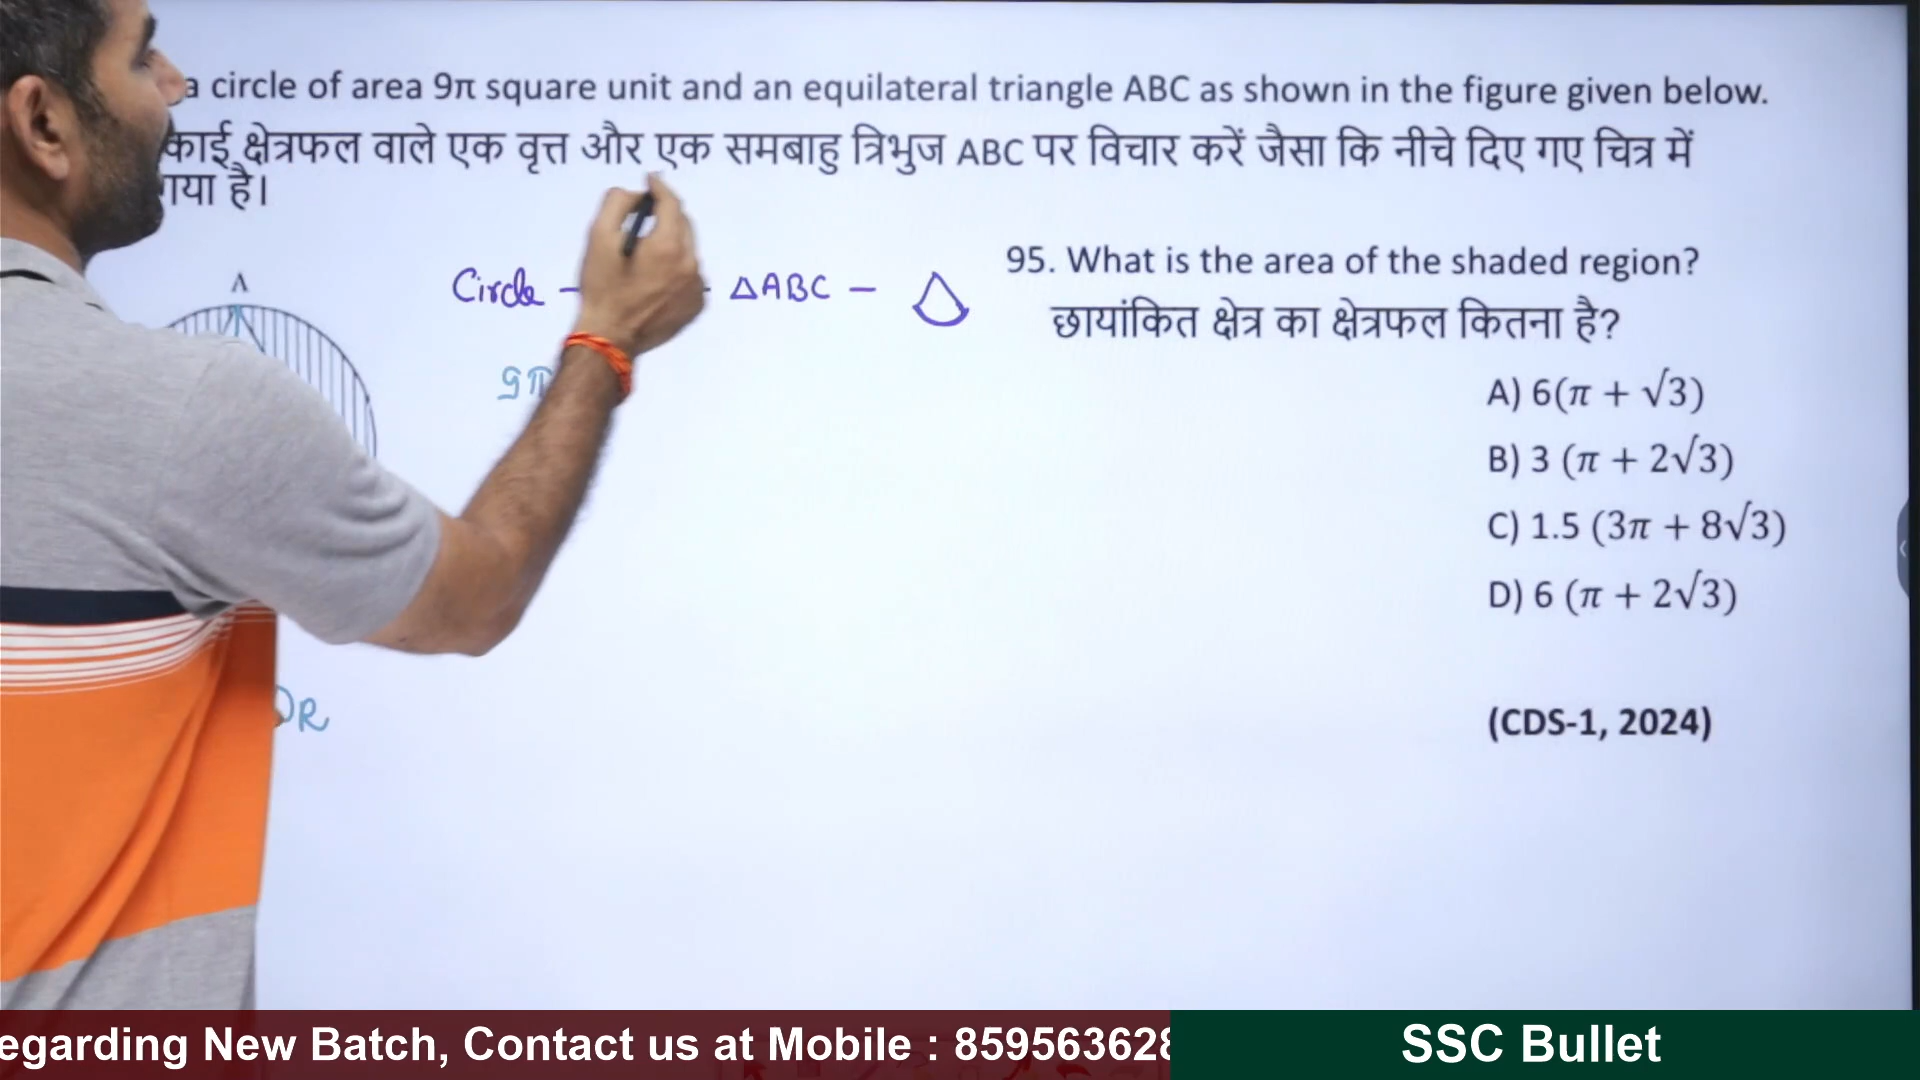 a circle of area 9π square unit and an equilateral triangle ABC as shown in the figure given below.
काई क्षेत्रफल वाले एक वृत्त और एक समबाहु त्रिभुज ABC पर विचार करें जैसा कि नीचे दिए गए चित्र में
गया है।
A
Circle - - ΔABC -
9π
95. What is the area of the shaded region?
छायांकित क्षेत्र का क्षेत्रफल कितना है?
A) 6(π + √3)
B) 3 (π + 2√3)
C) 1.5 (3π + 8√3)
D) 6 (π + 2√3)
(CDS-1, 2024)
egarding New Batch, Contact us at Mobile : 859563628
SSC Bullet